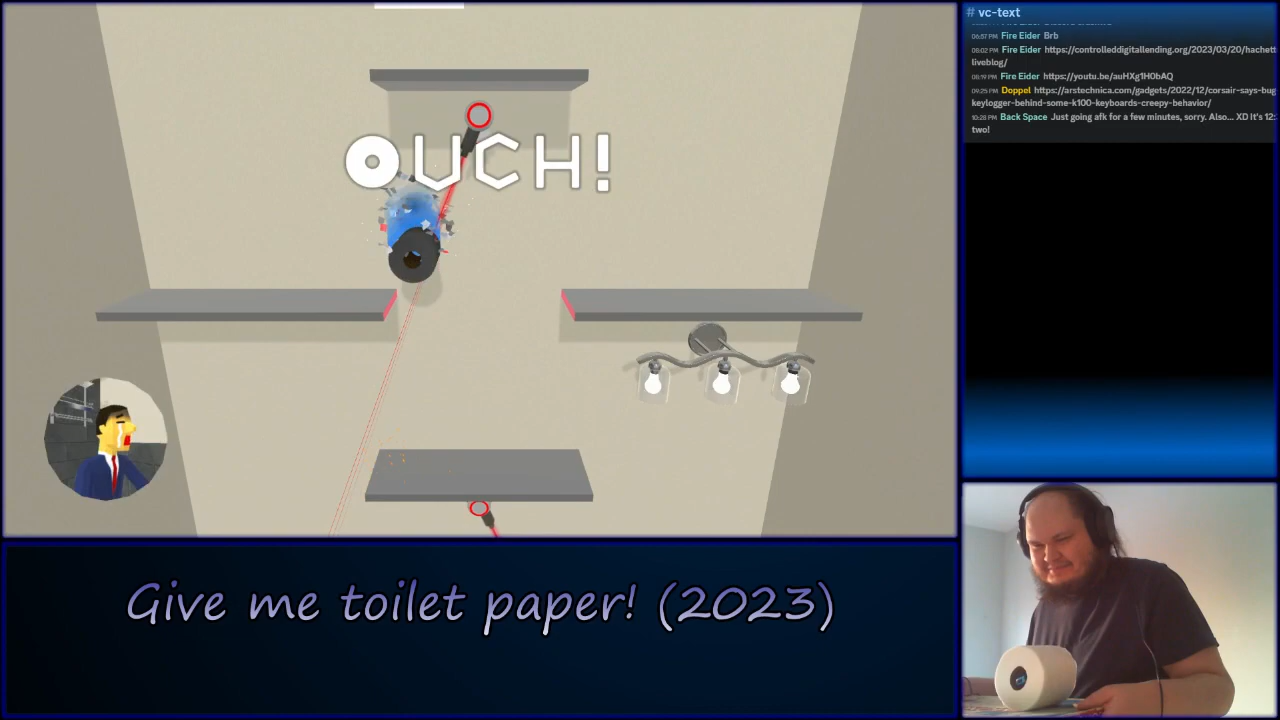 # vc-text
06:57 PM Fire Eider Brb
08:02 PM Fire Eider https://controlleddigitallending.org/2023/03/20/hachett
liveblog/
08:19 PM Fire Eider https://youtu.be/auHXg1H0bAQ
09:25 PM Doppel https://arstechnica.com/gadgets/2022/12/corsair-says-bug
keylogger-behind-some-k100-keyboards-creepy-behavior/
10:28 PM Back Space Just going afk for a few minutes, sorry. Also... XD It's 12:
two!
OUCH!
Give me toilet paper! (2023)